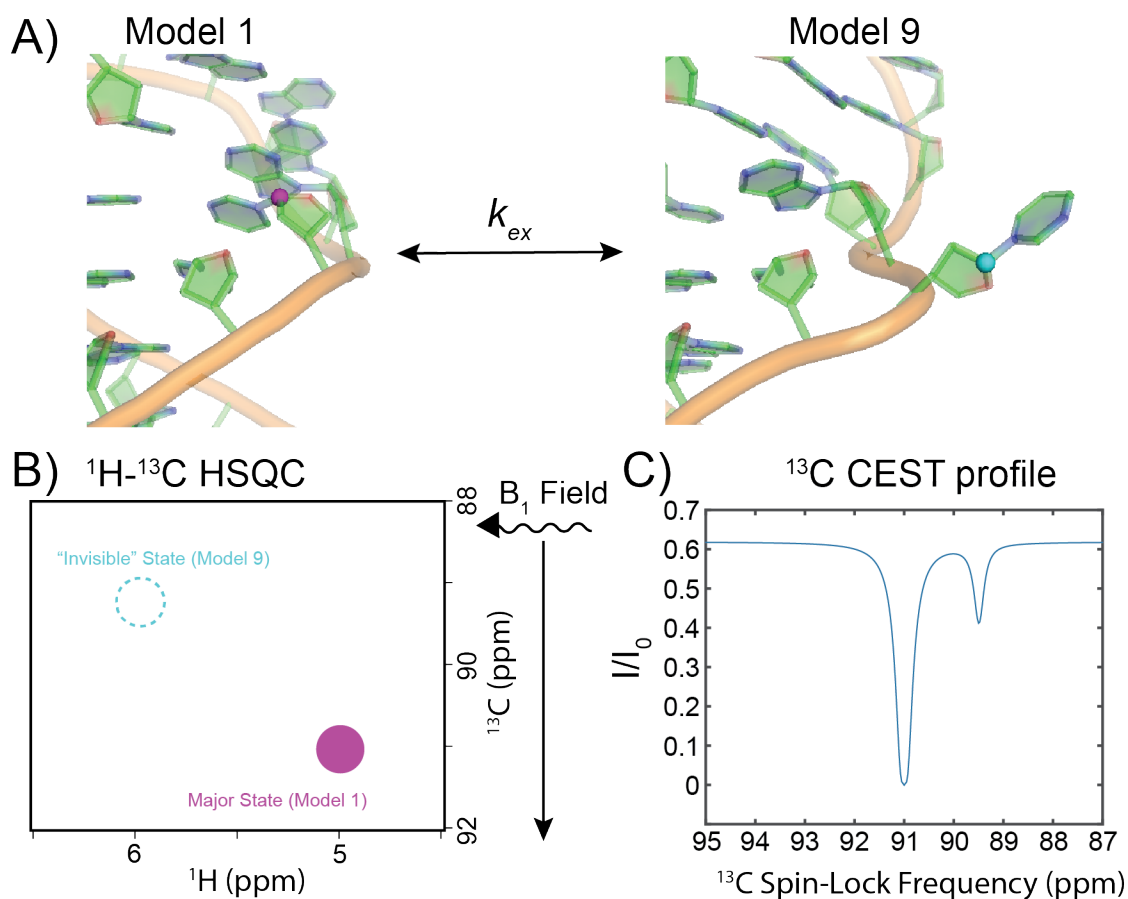 A)
Model 1
Model 9
k_ex
B)
¹H-¹³C HSQC
88
B₁ Field
"Invisible" State (Model 9)
90
¹³C (ppm)
Major State (Model 1)
92
6
5
¹H (ppm)
C)
¹³C CEST profile
0.7
0.6
0.5
0.4
0.3
0.2
0.1
0
I/I₀
95 94 93 92 91 90 89 88 87
¹³C Spin-Lock Frequency (ppm)